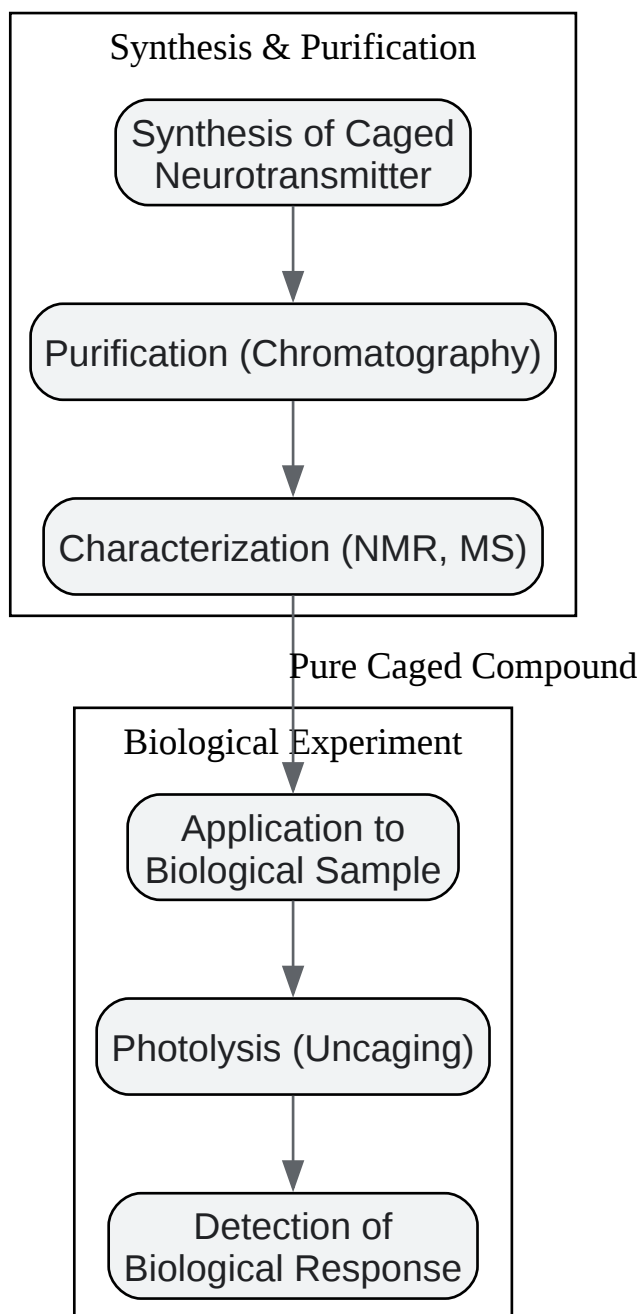 Synthesis & Purification
Synthesis of Caged
Neurotransmitter
Purification (Chromatography)
Characterization (NMR, MS)
Pure Caged Compound
Biological Experiment
Application to
Biological Sample
Photolysis (Uncaging)
Detection of
Biological Response